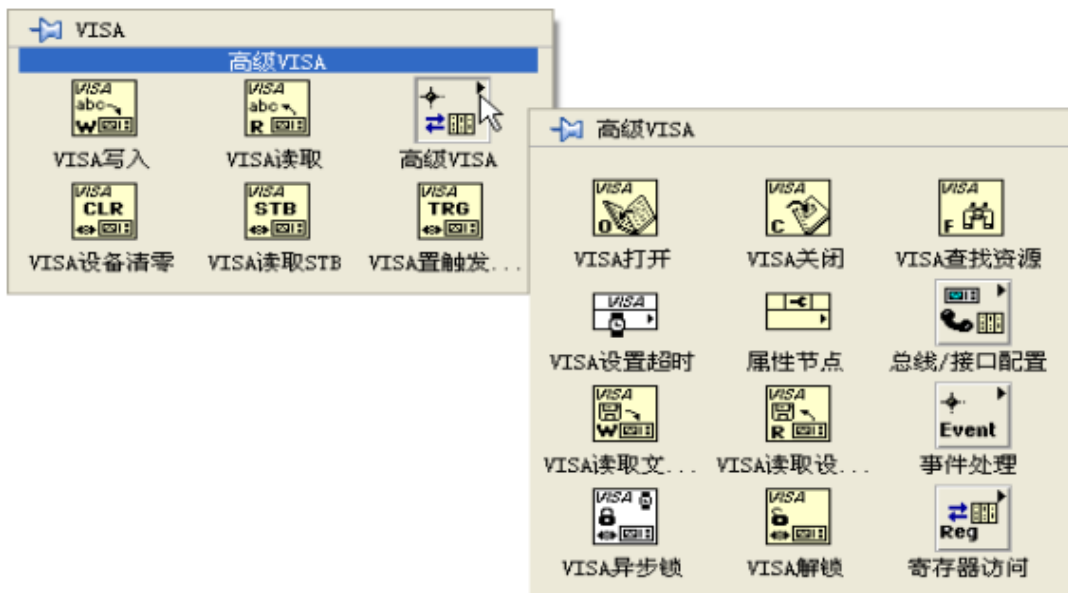 VISA
高级VISA
VISA abc W VISA abc R
VISA写入 VISA读取 高级VISA
VISA CLR VISA STB VISA TRG
VISA设备清零 VISA读取STB VISA置触发...
高级VISA
VISA O VISA C VISA F
VISA打开 VISA关闭 VISA查找资源
VISA
VISA设置超时 属性节点 总线/接口配置
VISA W VISA R Event
VISA读取文... VISA读取设... 事件处理
VISA VISA Reg
VISA异步锁 VISA解锁 寄存器访问